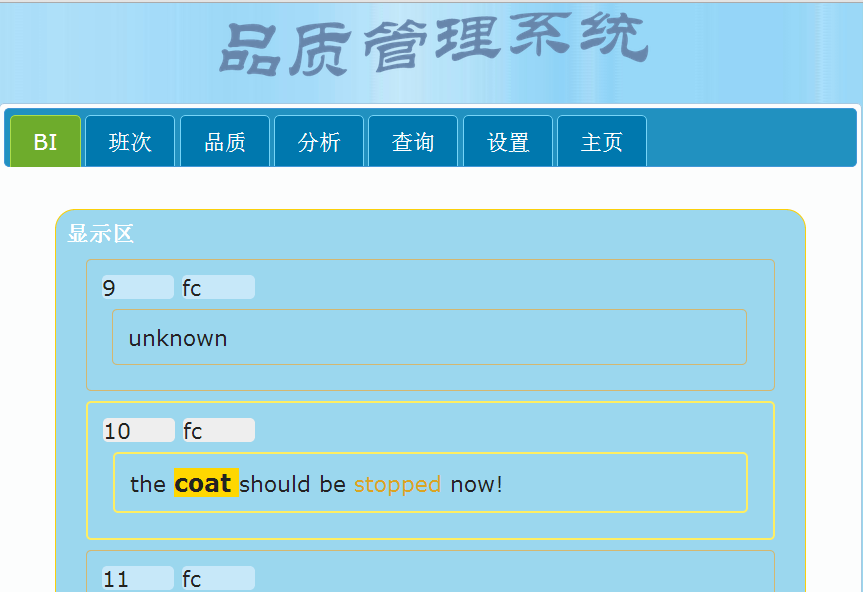 品质管理系统
BI 班次 品质 分析 查询 设置 主页
显示区
9 fc
unknown
10 fc
the coat should be stopped now!
11 fc